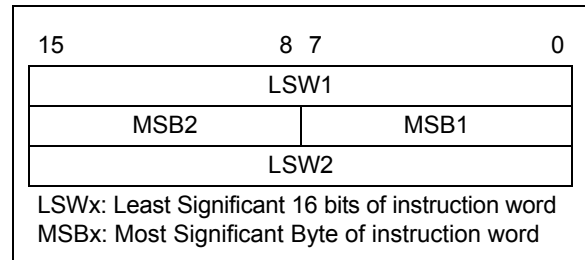 15 8 7 0
LSW1
MSB2 MSB1
LSW2
LSWx: Least Significant 16 bits of instruction word
MSBx: Most Significant Byte of instruction word